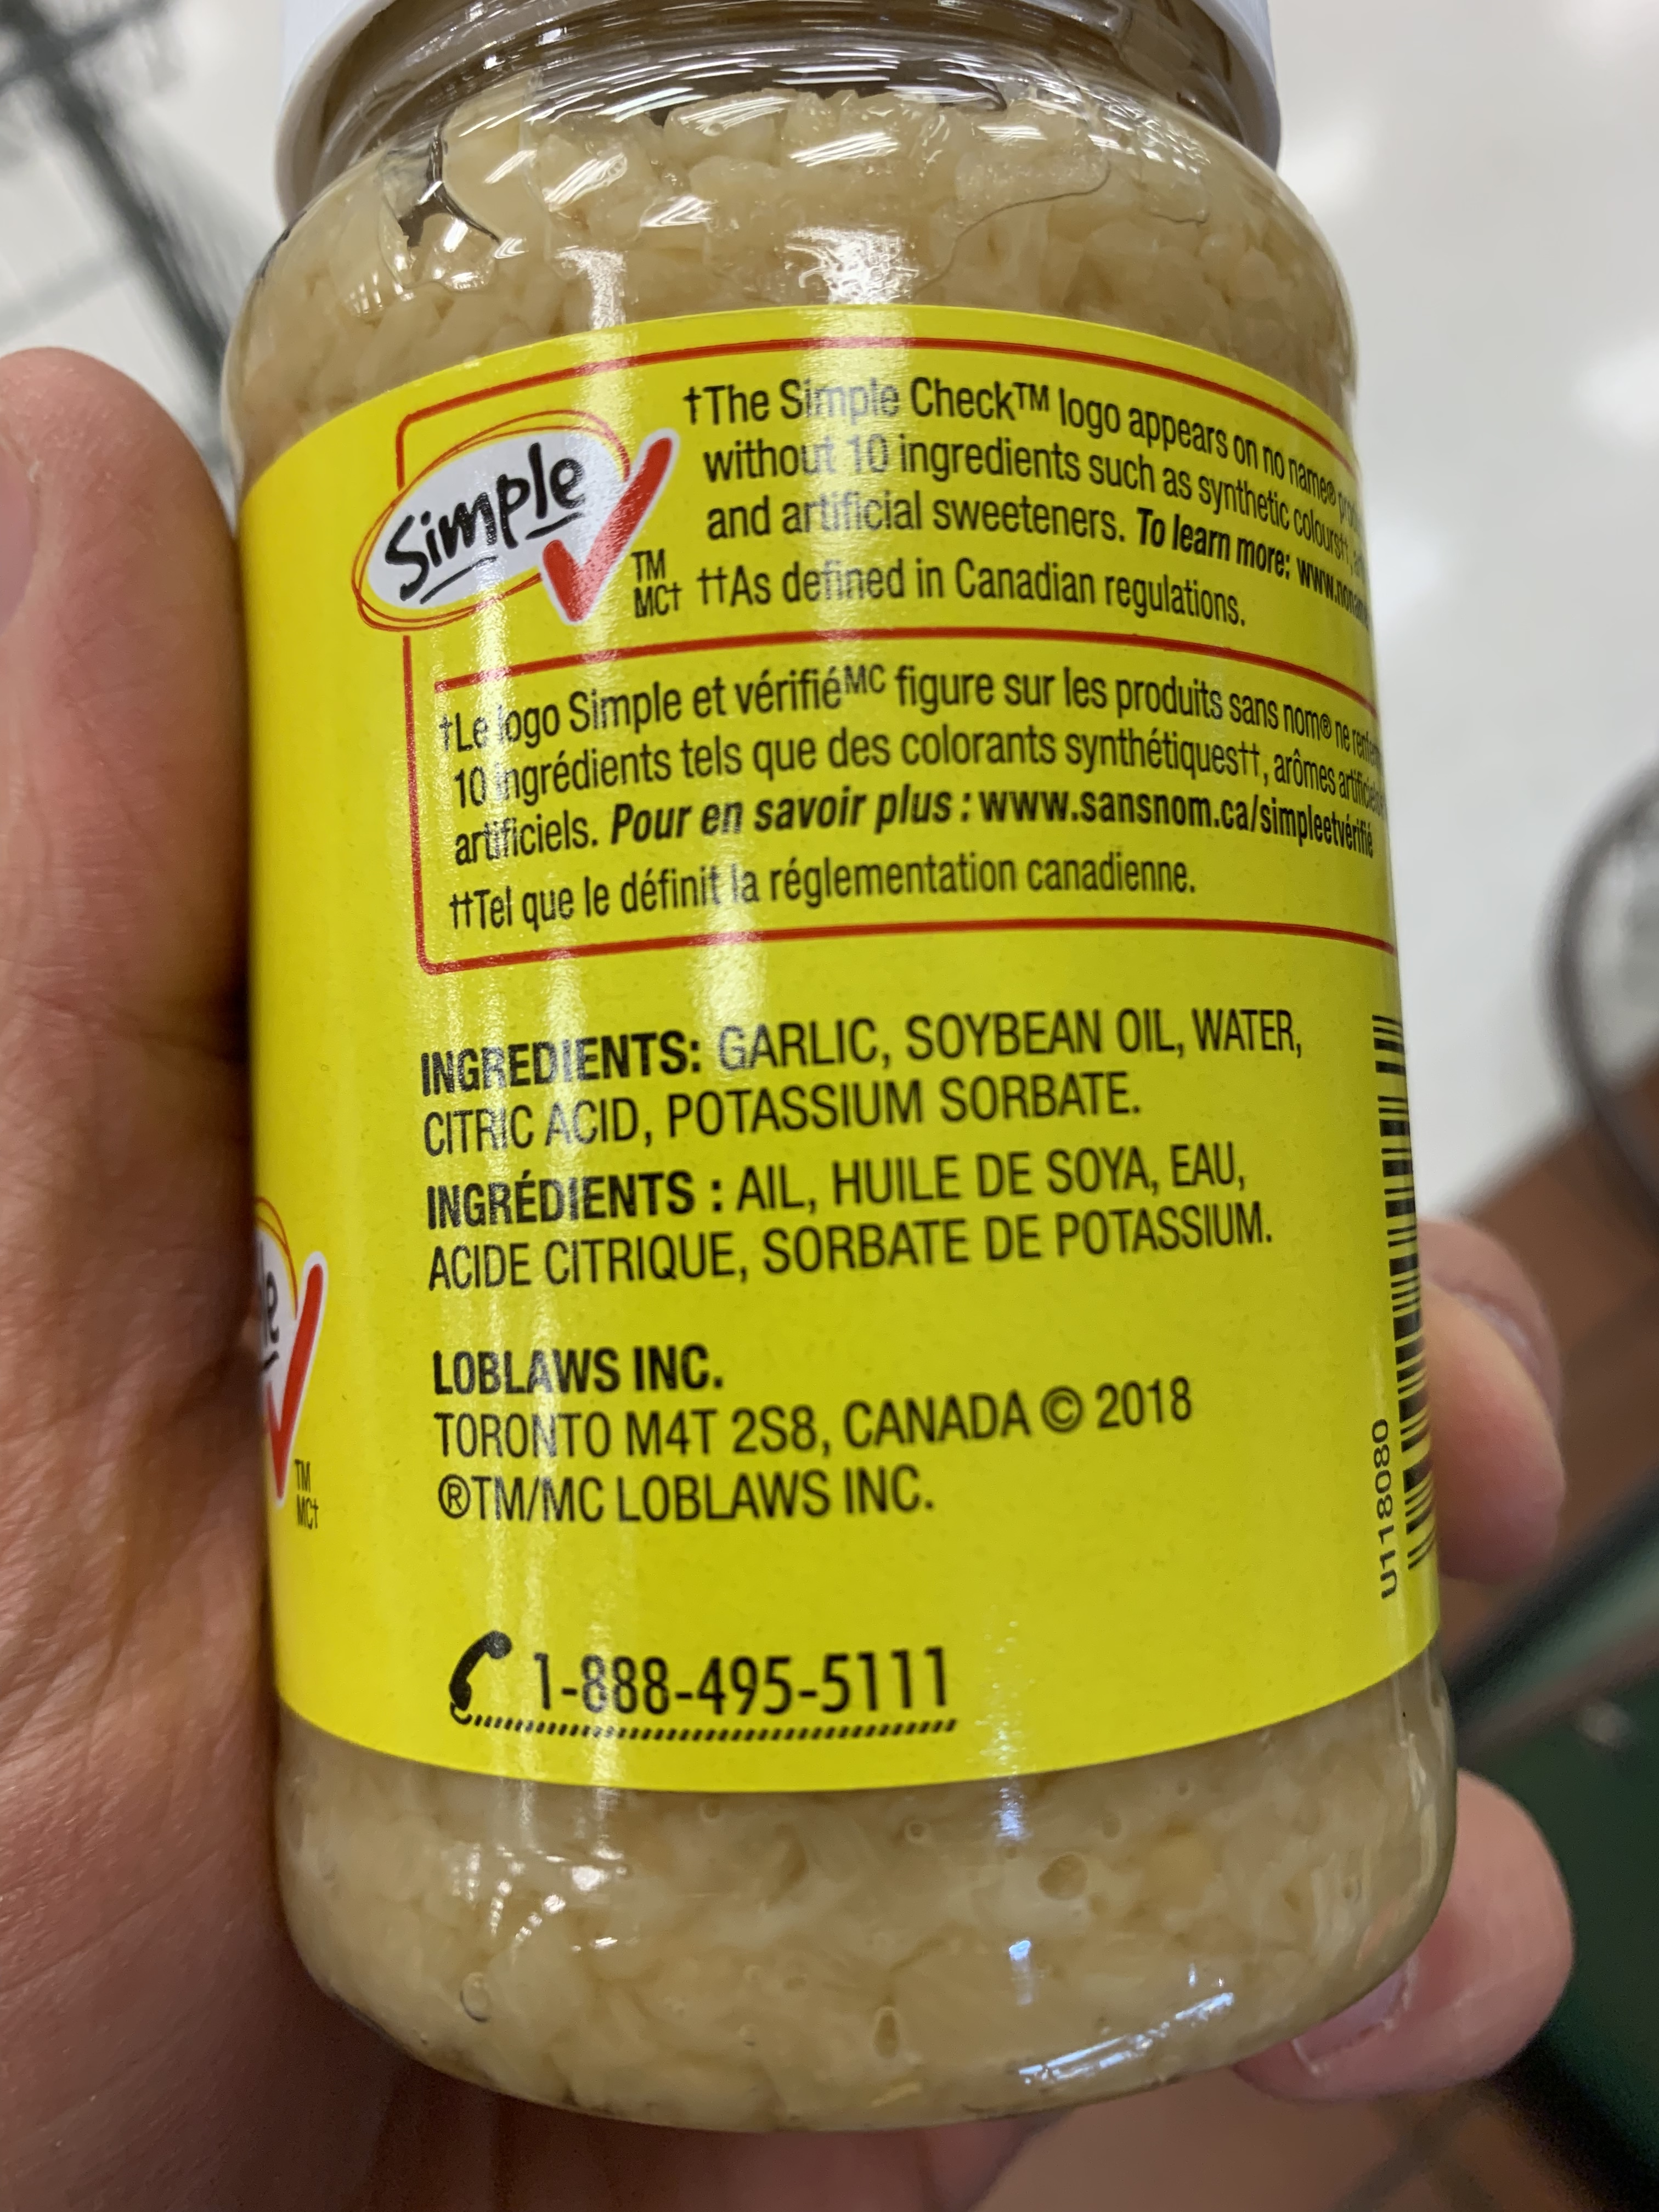 Simple
TM
MC†
†The Simple Check™ logo appears on no name®
without 10 ingredients such as synthetic colours††,
and artificial sweeteners. To learn more:
††As defined in Canadian regulations.
†Le logo Simple et vérifiéMC figure sur les produits sans nom® ne
10 ingrédients tels que des colorants synthétiques††, arômes artificiels
artificiels. Pour en savoir plus : www.sansnom.ca/simpleetvérifié
††Tel que le définit la réglementation canadienne.
INGREDIENTS: GARLIC, SOYBEAN OIL, WATER,
CITRIC ACID, POTASSIUM SORBATE.
INGRÉDIENTS : AIL, HUILE DE SOYA, EAU,
ACIDE CITRIQUE, SORBATE DE POTASSIUM.
LOBLAWS INC.
TORONTO M4T 2S8, CANADA © 2018
®TM/MC LOBLAWS INC.
1-888-495-5111
U118080
TM
MC†